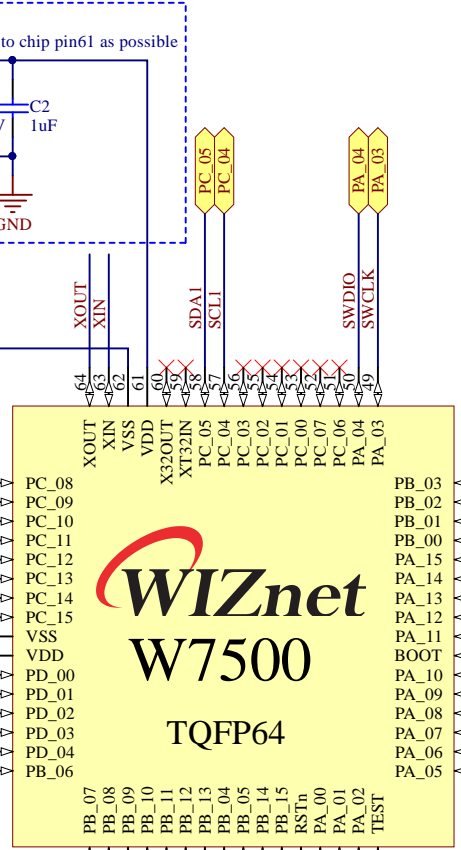 to chip pin61 as possible
C2
1uF
GND
PC_05
PC_04
PA_04
PA_03
XOUT
XIN
SDA1
SCL1
SWDIO
SWCLK
64
63
62
61
60
59
58
57
56
55
54
53
52
51
50
49
XOUT
XIN
VSS
VDD
X32OUT
XT32IN
PC_05
PC_04
PC_03
PC_02
PC_01
PC_00
PC_07
PC_06
PA_04
PA_03
PC_08
PC_09
PC_10
PC_11
PC_12
PC_13
PC_14
PC_15
VSS
VDD
PD_00
PD_01
PD_02
PD_03
PD_04
PB_06
PB_03
PB_02
PB_01
PB_00
PA_15
PA_14
PA_13
PA_12
PA_11
BOOT
PA_10
PA_09
PA_08
PA_07
PA_06
PA_05
WIZnet
W7500
TQFP64
PB_07
PB_08
PB_09
PB_10
PB_11
PB_12
PB_13
PB_04
PB_05
PB_14
PB_15
RSTn
PA_00
PA_01
PA_02
TEST